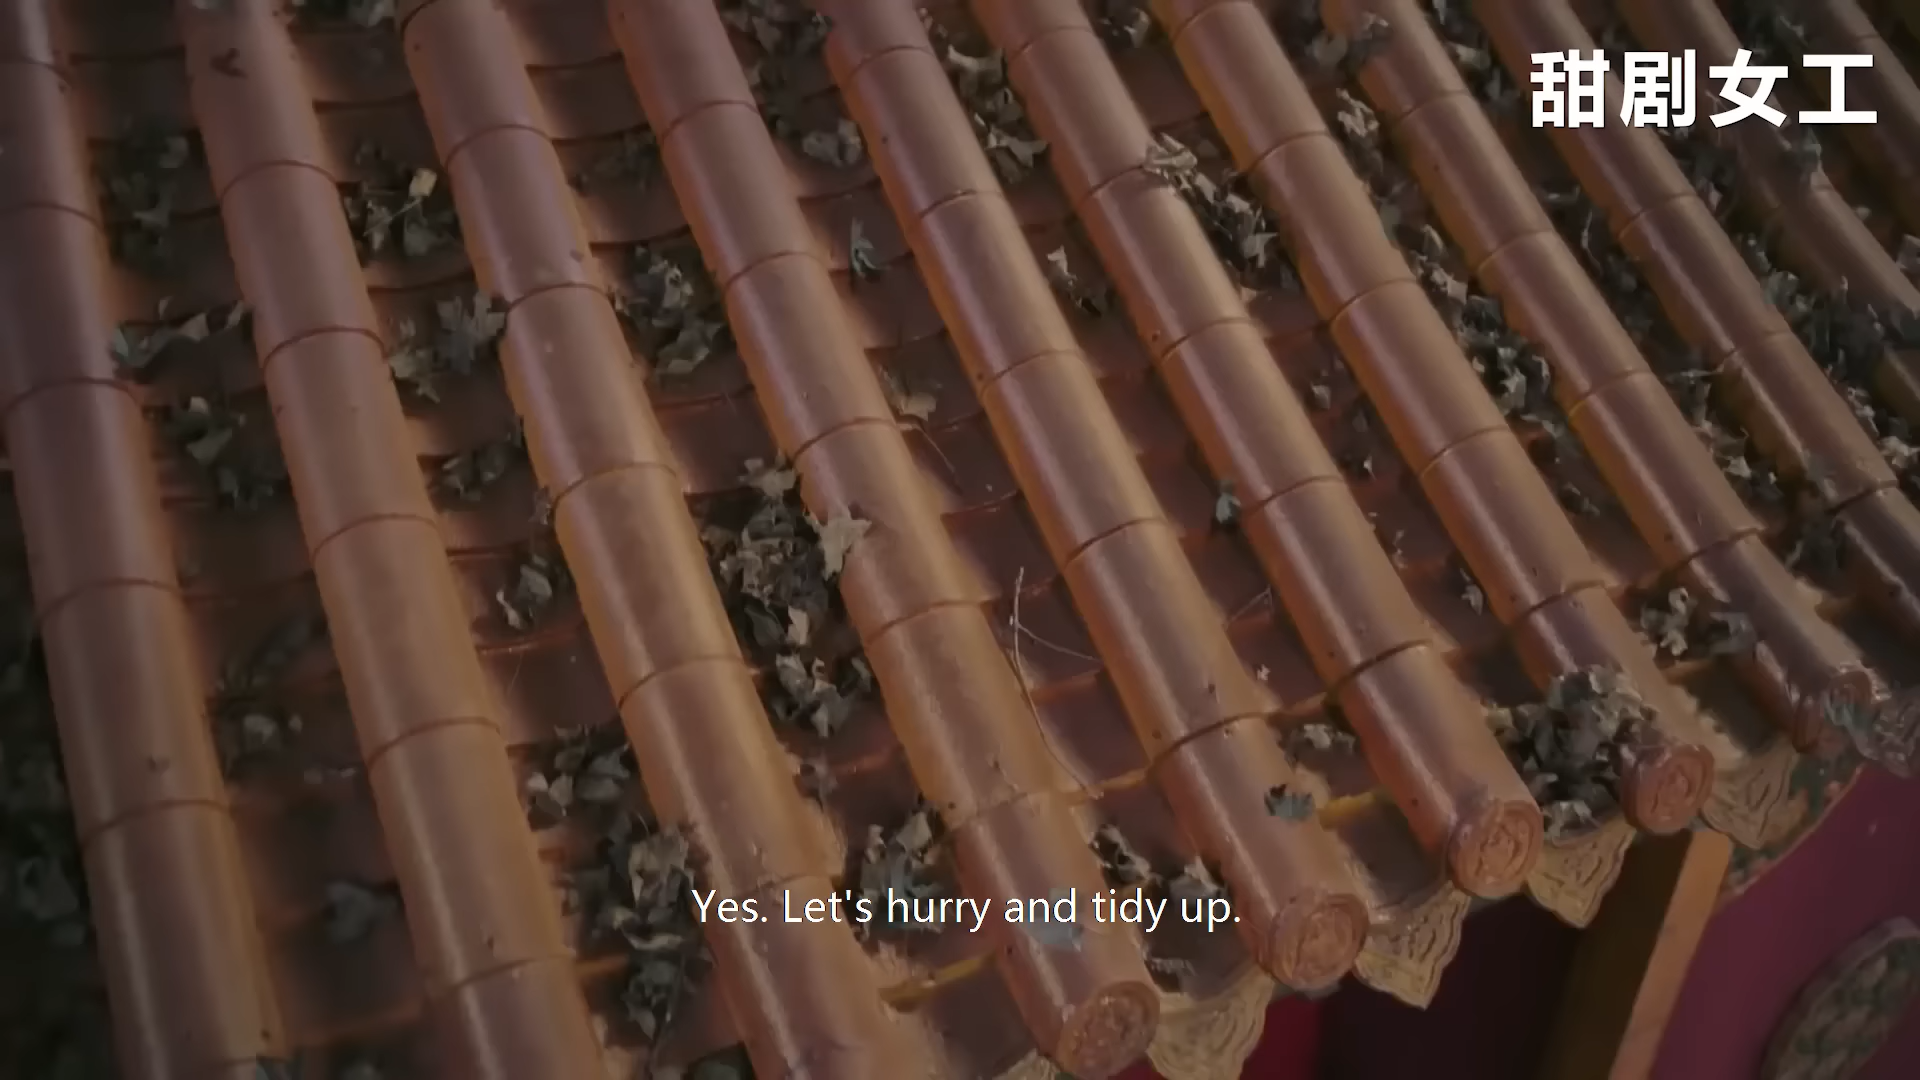 甜剧女工
Yes. Let's hurry and tidy up.